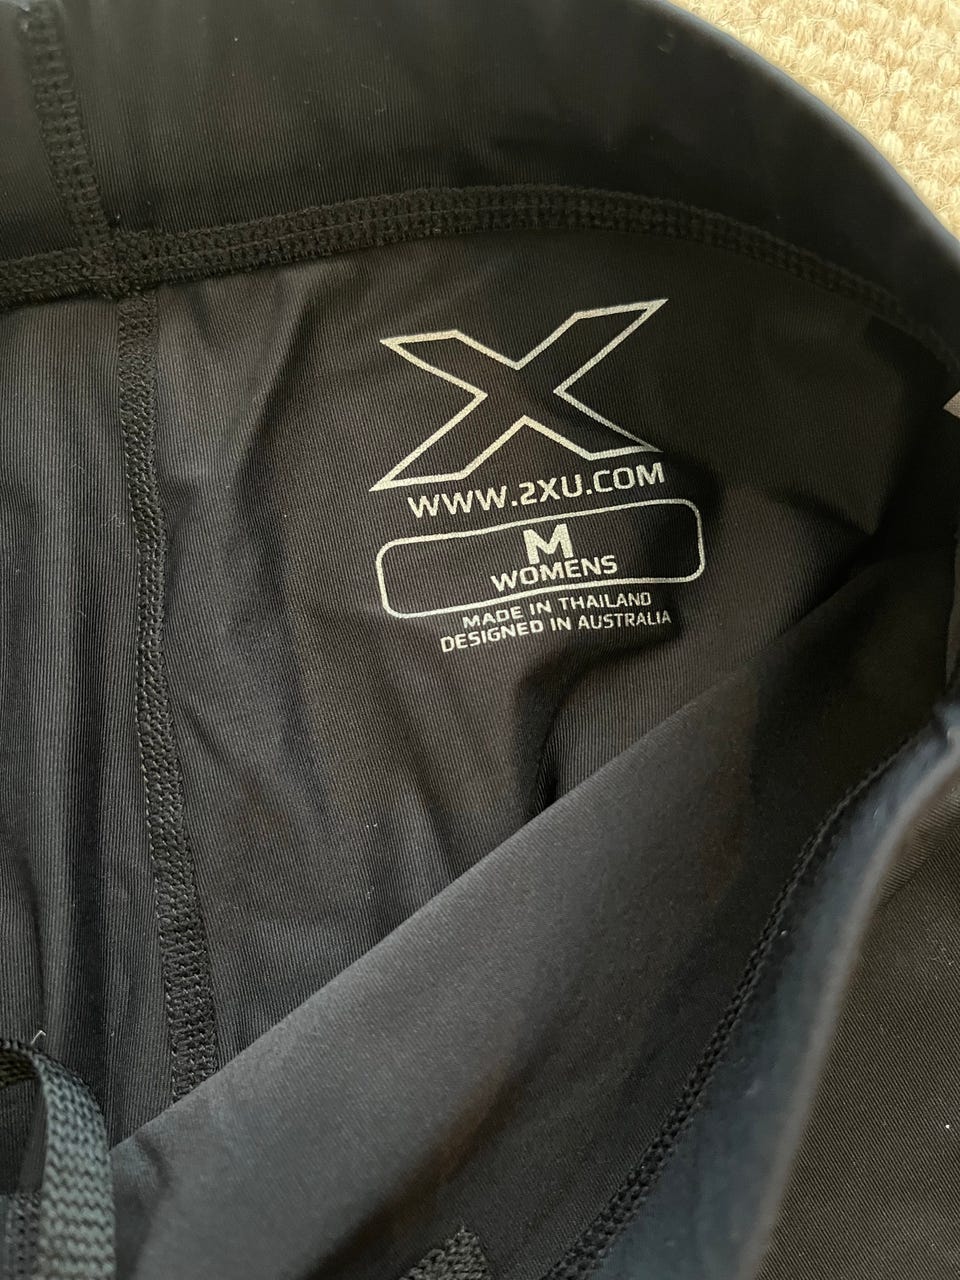 X
WWW.2XU.COM
M
WOMENS
MADE IN THAILAND
DESIGNED IN AUSTRALIA